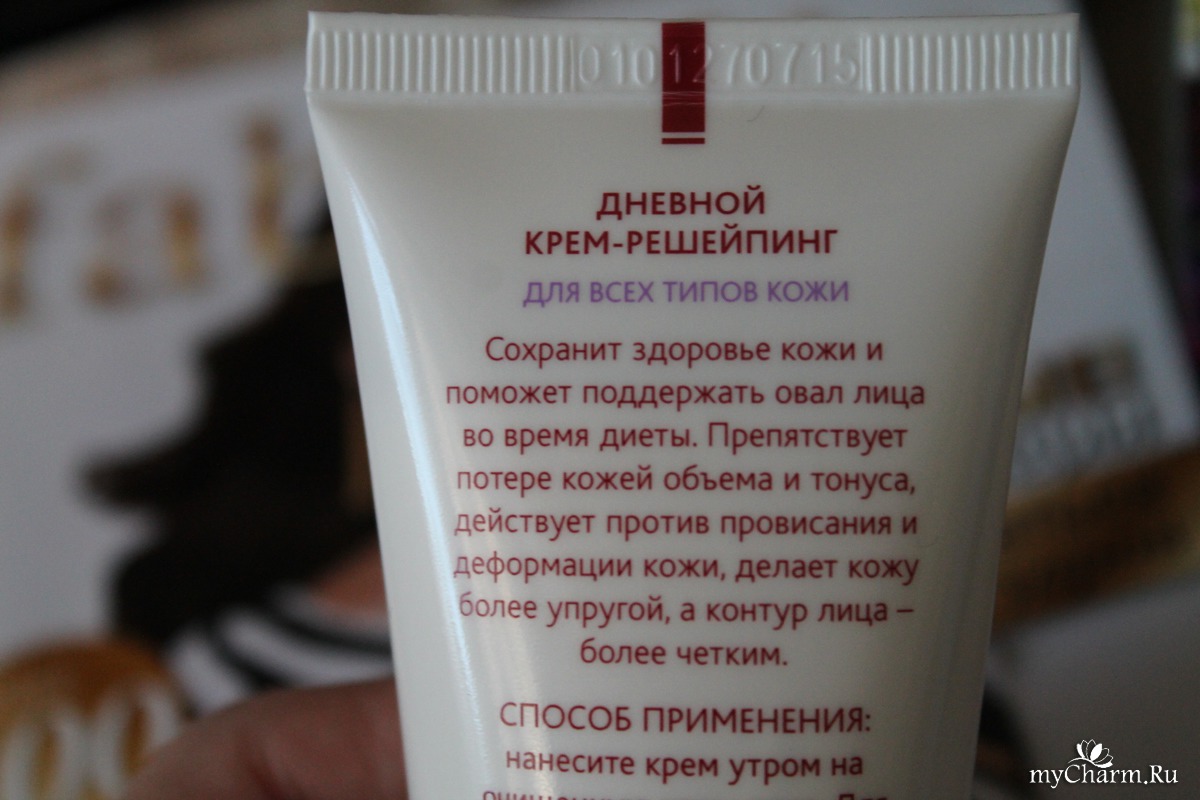 0101270715
ДНЕВНОЙ
КРЕМ-РЕШЕЙПИНГ
ДЛЯ ВСЕХ ТИПОВ КОЖИ
Сохранит здоровье кожи и
поможет поддержать овал лица
во время диеты. Препятствует
потере кожей объема и тонуса,
действует против провисания и
деформации кожи, делает кожу
более упругой, а контур лица –
более четким.
СПОСОБ ПРИМЕНЕНИЯ:
нанесите крем утром на
myCharm.Ru